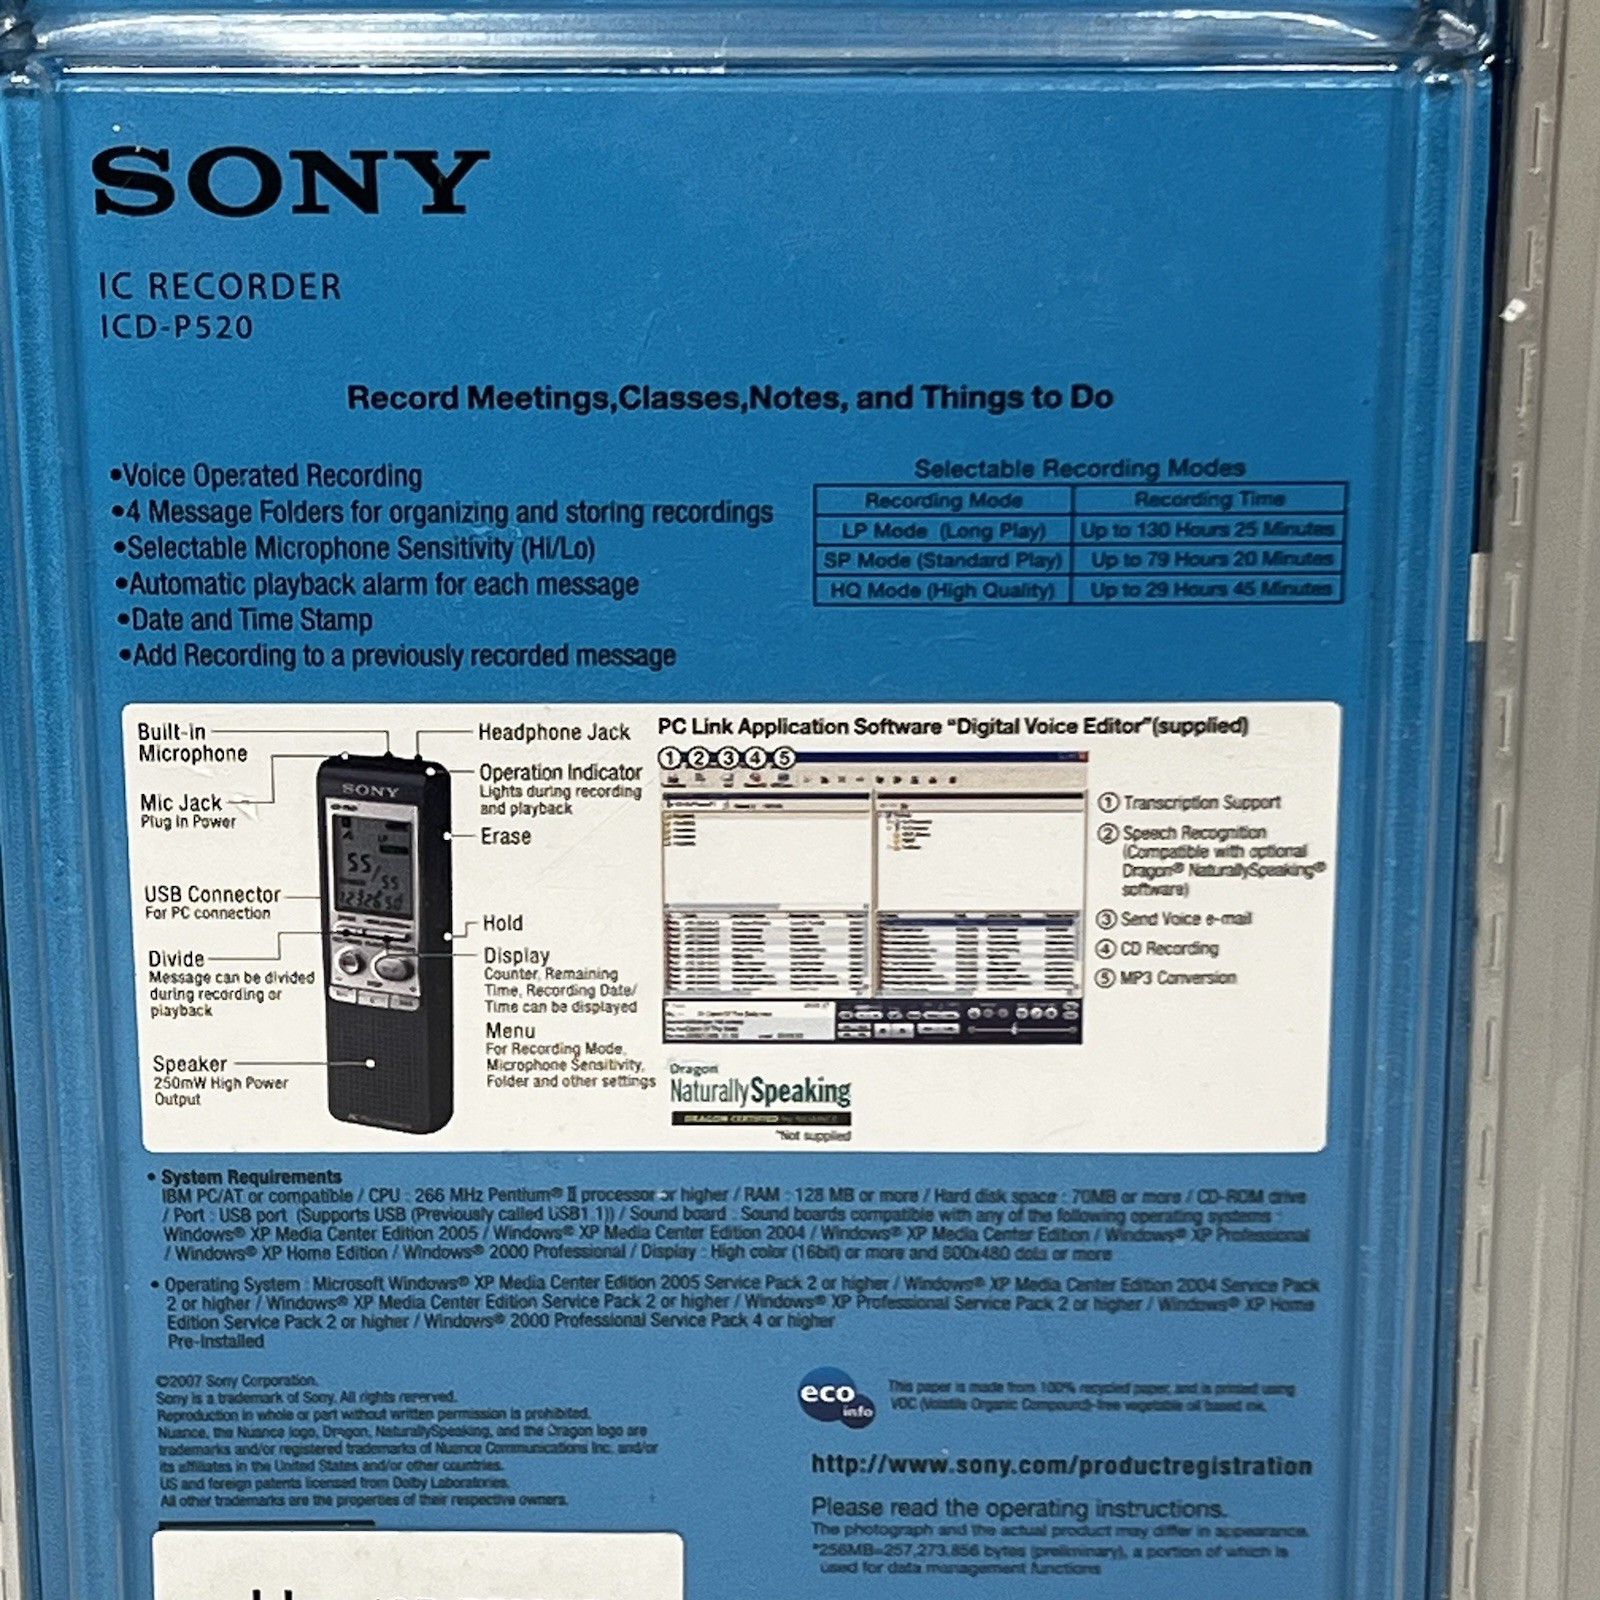 SONY
IC RECORDER
ICD-P520
Record Meetings,Classes,Notes, and Things to Do
•Voice Operated Recording
•4 Message Folders for organizing and storing recordings
•Selectable Microphone Sensitivity (Hi/Lo)
•Automatic playback alarm for each message
•Date and Time Stamp
•Add Recording to a previously recorded message
Selectable Recording Modes
Recording Mode Recording Time
LP Mode (Long Play) Up to 130 Hours 25 Minutes
SP Mode (Standard Play) Up to 79 Hours 20 Minutes
HQ Mode (High Quality) Up to 29 Hours 45 Minutes
Built-in
Microphone
Mic Jack
Plug In Power
USB Connector
For PC connection
Divide
Message can be divided
during recording or
playback
Speaker
250mW High Power
Output
SONY
55/55
Headphone Jack
Operation Indicator
Lights during recording
and playback
Erase
Hold
Display
Counter, Remaining
Time, Recording Date/
Time can be displayed
Menu
For Recording Mode,
Microphone Sensitivity,
Folder and other settings
PC Link Application Software "Digital Voice Editor"(supplied)
① ② ③ ④ ⑤
① Transcription Support
② Speech Recognition
(Compatible with optional
Dragon® NaturallySpeaking®
software)
③ Send Voice e-mail
④ CD Recording
⑤ MP3 Conversion
Dragon
NaturallySpeaking
DRAGON CERTIFIED by NUANCE
*Not supplied
• System Requirements
IBM PC/AT or compatible / CPU : 266 MHz Pentium® II processor or higher / RAM : 128 MB or more / Hard disk space : 70MB or more / CD-ROM drive
/ Port : USB port (Supports USB (Previously called USB1.1)) / Sound board : Sound boards compatible with any of the following operating systems :
Windows® XP Media Center Edition 2005 / Windows® XP Media Center Edition 2004 / Windows® XP Media Center Edition / Windows® XP Professional
/ Windows® XP Home Edition / Windows® 2000 Professional / Display : High color (16bit) or more and 800x480 dots or more
• Operating System : Microsoft Windows® XP Media Center Edition 2005 Service Pack 2 or higher / Windows® XP Media Center Edition 2004 Service Pack
2 or higher / Windows® XP Media Center Edition Service Pack 2 or higher / Windows® XP Professional Service Pack 2 or higher / Windows® XP Home
Edition Service Pack 2 or higher / Windows® 2000 Professional Service Pack 4 or higher
Pre-Installed
©2007 Sony Corporation.
Sony is a trademark of Sony. All rights reserved.
Reproduction in whole or part without written permission is prohibited.
Nuance, the Nuance logo, Dragon, NaturallySpeaking, and the Dragon logo are
trademarks and/or registered trademarks of Nuance Communications Inc. and/or
its affiliates in the United States and/or other countries.
US and foreign patents licensed from Dolby Laboratories.
All other trademarks are the properties of their respective owners.
eco
info
This paper is made from 100% recycled paper, and is printed using
VOC (Volatile Organic Compound)-free vegetable oil based ink.
http://www.sony.com/productregistration
Please read the operating instructions.
The photograph and the actual product may differ in appearance.
*256MB=257,273,856 bytes (preliminary), a portion of which is
used for data management functions